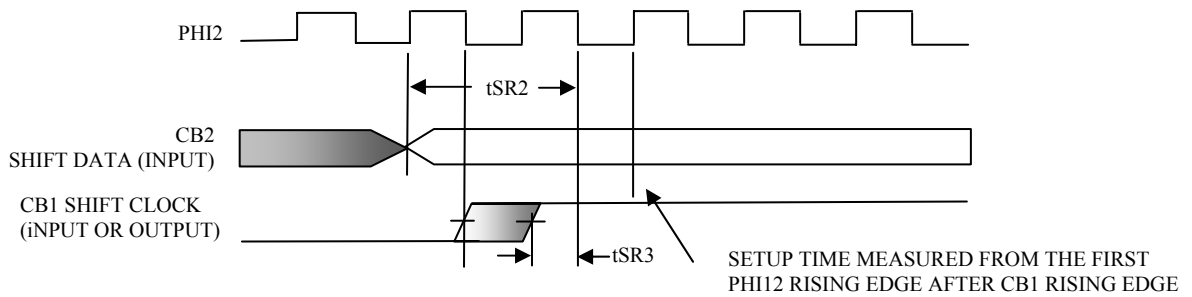 PHI2
tSR2
CB2
SHIFT DATA (INPUT)
CB1 SHIFT CLOCK
(iNPUT OR OUTPUT)
tSR3
SETUP TIME MEASURED FROM THE FIRST
PHI12 RISING EDGE AFTER CB1 RISING EDGE